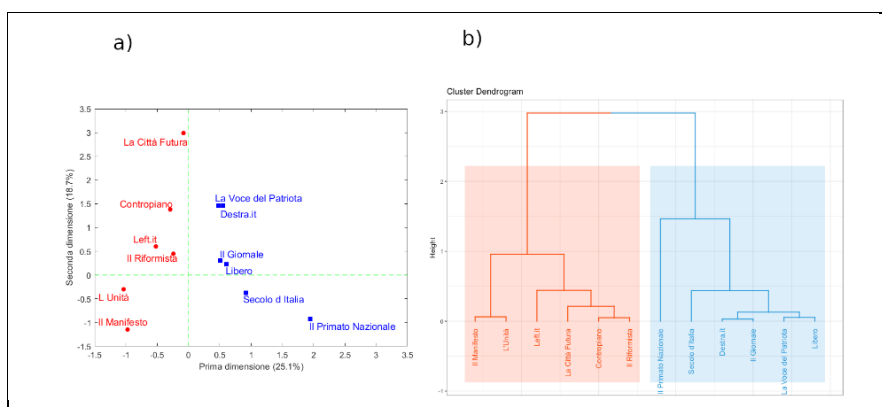 a)
b)
3.5
3
2.5
2
1.5
1
0.5
0
-0.5
-1
-1.5
Seconda dimensione (18.7%)
La Città Futura
Contropiano
La Voce del Patriota
Destra.it
Left.it
Il Riformista
Il Giornale
Libero
L Unità
Secolo d Italia
Il Manifesto
Il Primato Nazionale
-1.5 -1 -0.5 0 0.5 1 1.5 2 2.5 3 3.5
Prima dimensione (25.1%)
Cluster Dendrogram
Height
3
2
1
0
-1
Il Manifesto
L'Unità
Left.it
La Città Futura
Contropiano
Il Riformista
Il Primato Nazionale
Secolo d'Italia
Destra.it
Il Giornale
La Voce del Patriota
Libero